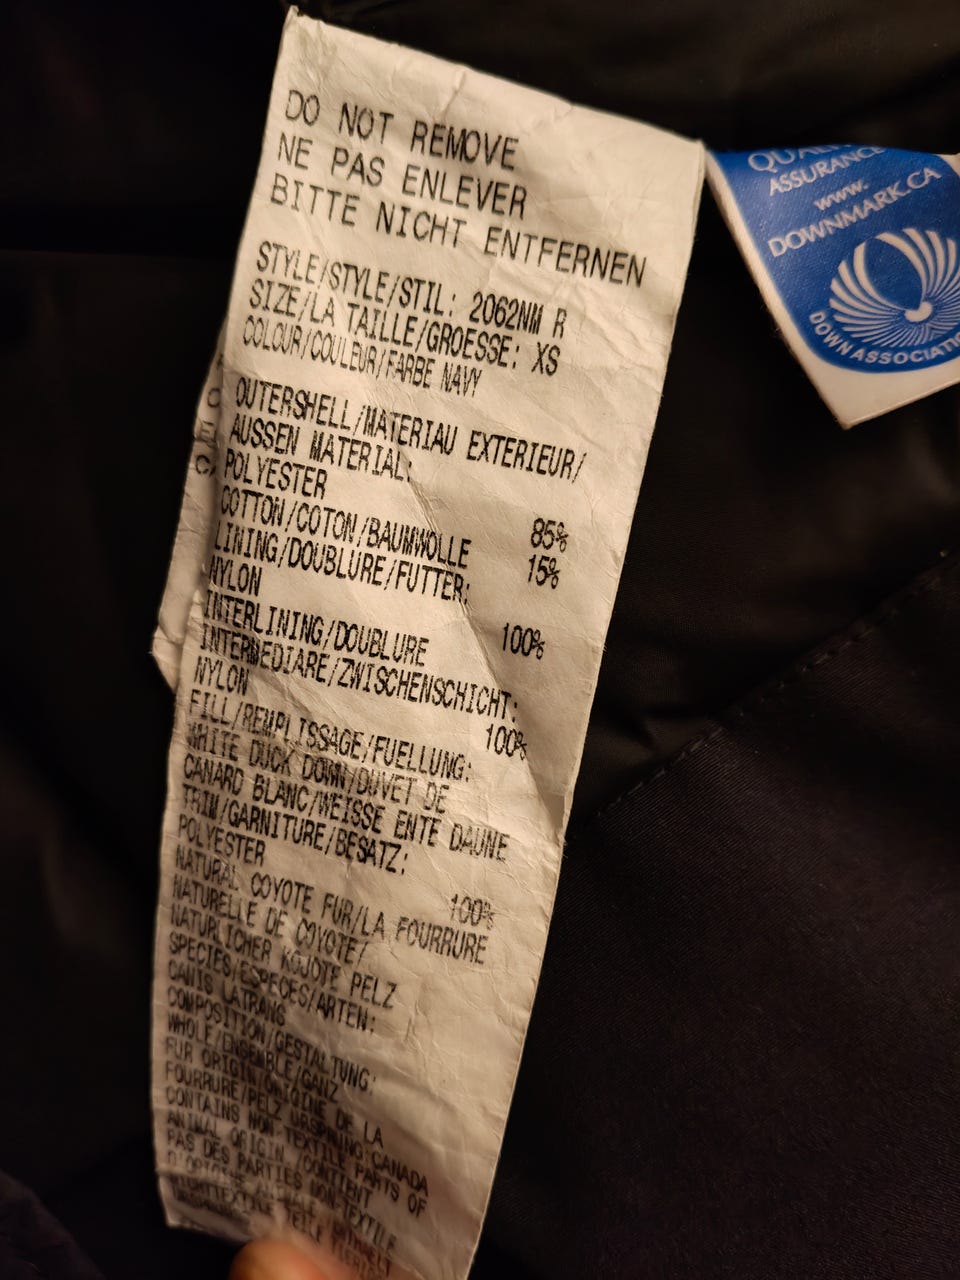 DO NOT REMOVE
NE PAS ENLEVER
BITTE NICHT ENTFERNEN
STYLE/STYLE/STIL: 2062NM R
SIZE/LA TAILLE/GROESSE: XS
COLOUR/COULEUR/FARBE NAVY
OUTERSHELL/MATERIAU EXTERIEUR/
AUSSEN MATERIAL:
POLYESTER 85%
COTTON/COTON/BAUMWOLLE 15%
LINING/DOUBLURE/FUTTER:
NYLON 100%
INTERLINING/DOUBLURE
INTERMEDIARE/ZWISCHENSCHICHT:
NYLON 100%
FILL/REMPLISSAGE/FUELLUNG:
WHITE DUCK DOWN/DUVET DE
CANARD BLANC/WEISSE ENTE DAUNE
TRIM/GARNITURE/BESATZ:
POLYESTER 100%
NATURAL COYOTE FUR/LA FOURRURE
NATURELLE DE COYOTE/
NATURLICHER KOJOTE PELZ
SPECIES/ESPECES/ARTEN:
CANIS LATRANS
COMPOSITION/GESTALTUNG:
WHOLE/ENSEMBLE/GANZ
FUR ORIGIN/ORIGINE DE LA
FOURRURE/PELZ URSPRUNG:CANADA
CONTAINS NON-TEXTILE PARTS OF
ANIMAL ORIGIN CONTIENT
PAS DES PARTIES NON-TEXTILE
ASSURANCE
www.
DOWNMARK.CA
DOWN ASSOCIATIO